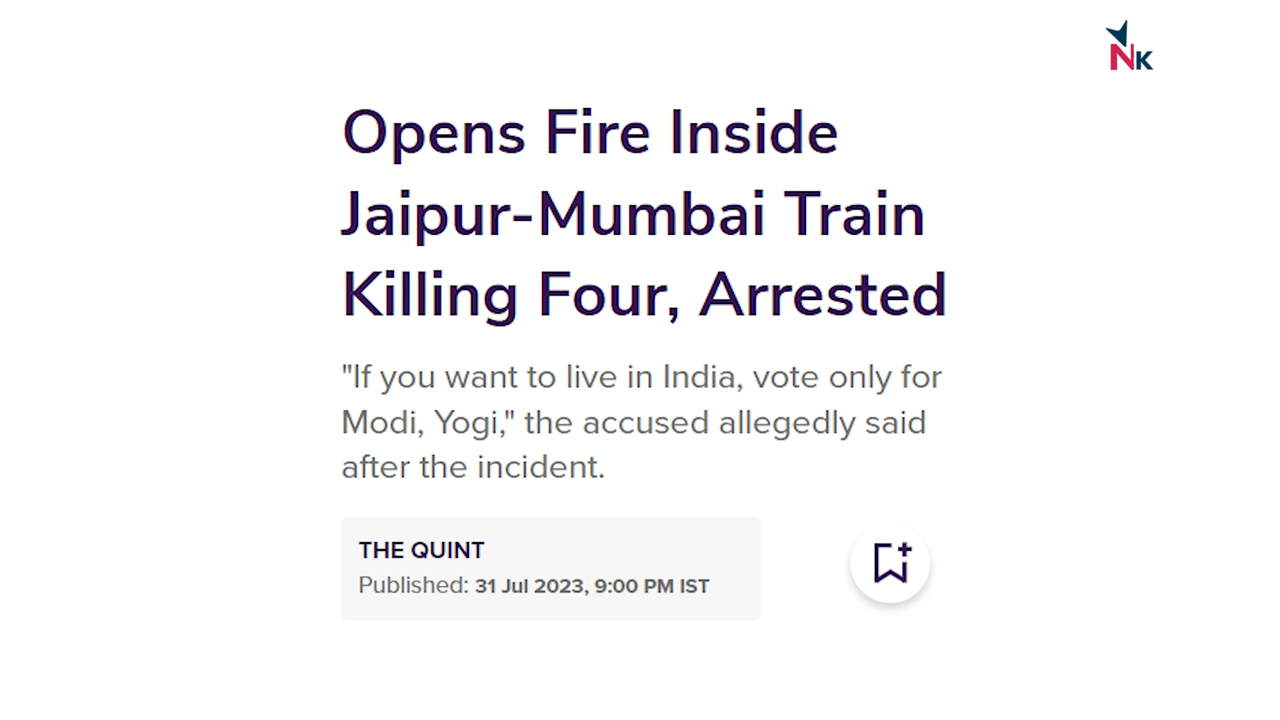 NK
Opens Fire Inside
Jaipur-Mumbai Train
Killing Four, Arrested
"If you want to live in India, vote only for
Modi, Yogi," the accused allegedly said
after the incident.
THE QUINT
Published: 31 Jul 2023, 9:00 PM IST